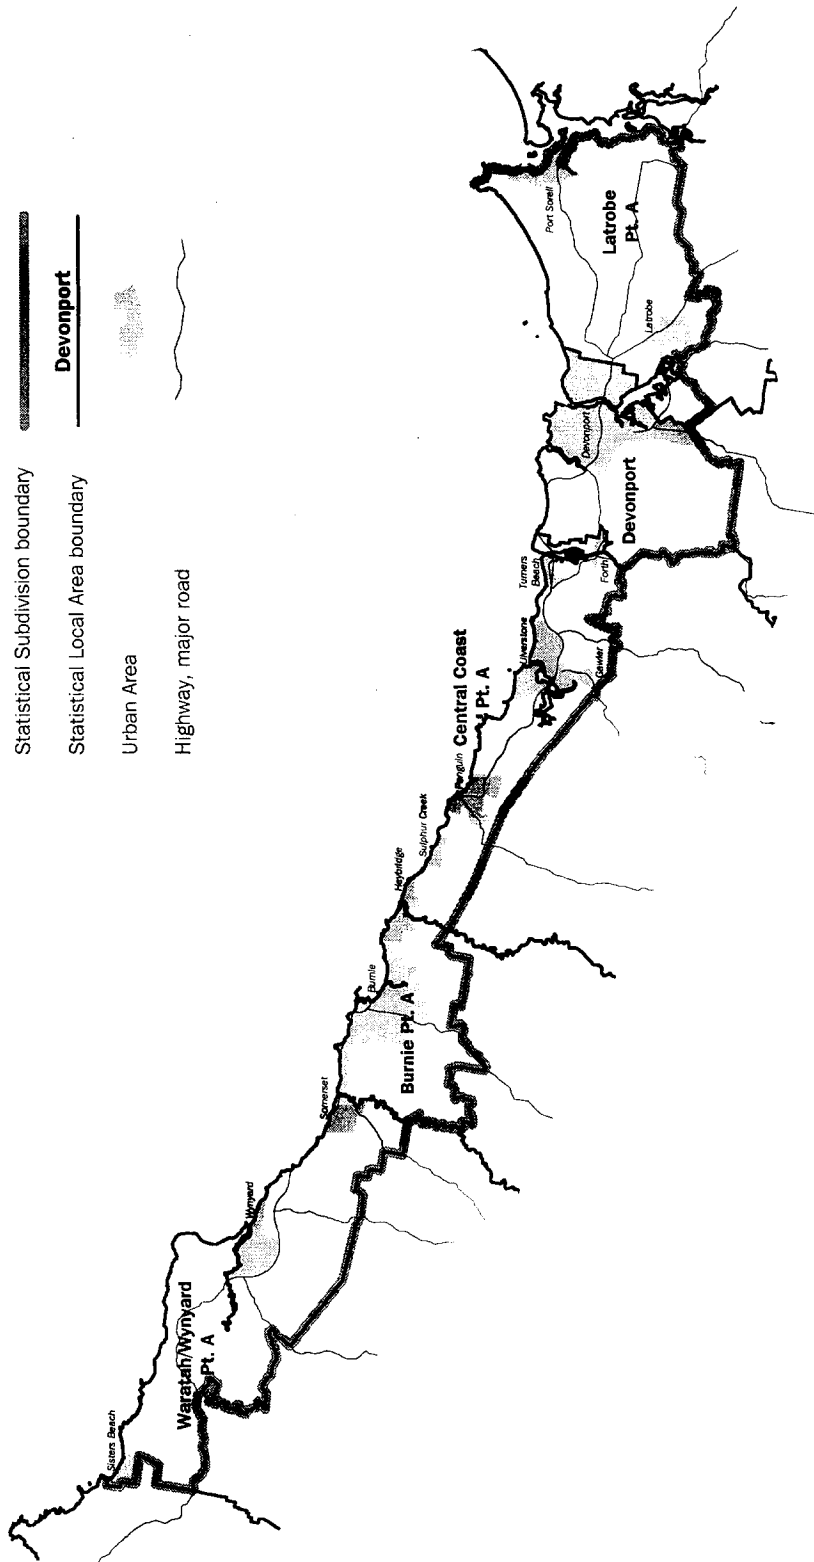 Statistical Subdivision boundary
Devonport
Statistical Local Area boundary
Urban Area
Highway, major road
Sisters Beach
Waratah/Wynyard
Pt. A
Wynyard
Somerset
Burnie
Burnie Pt. A
Heybridge
Sulphur Creek
Penguin
Central Coast
Pt. A
Ulverstone
Gawler
Turners
Beach
Forth
Devonport
Devonport
Latrobe
Port Sorell
Latrobe
Pt. A